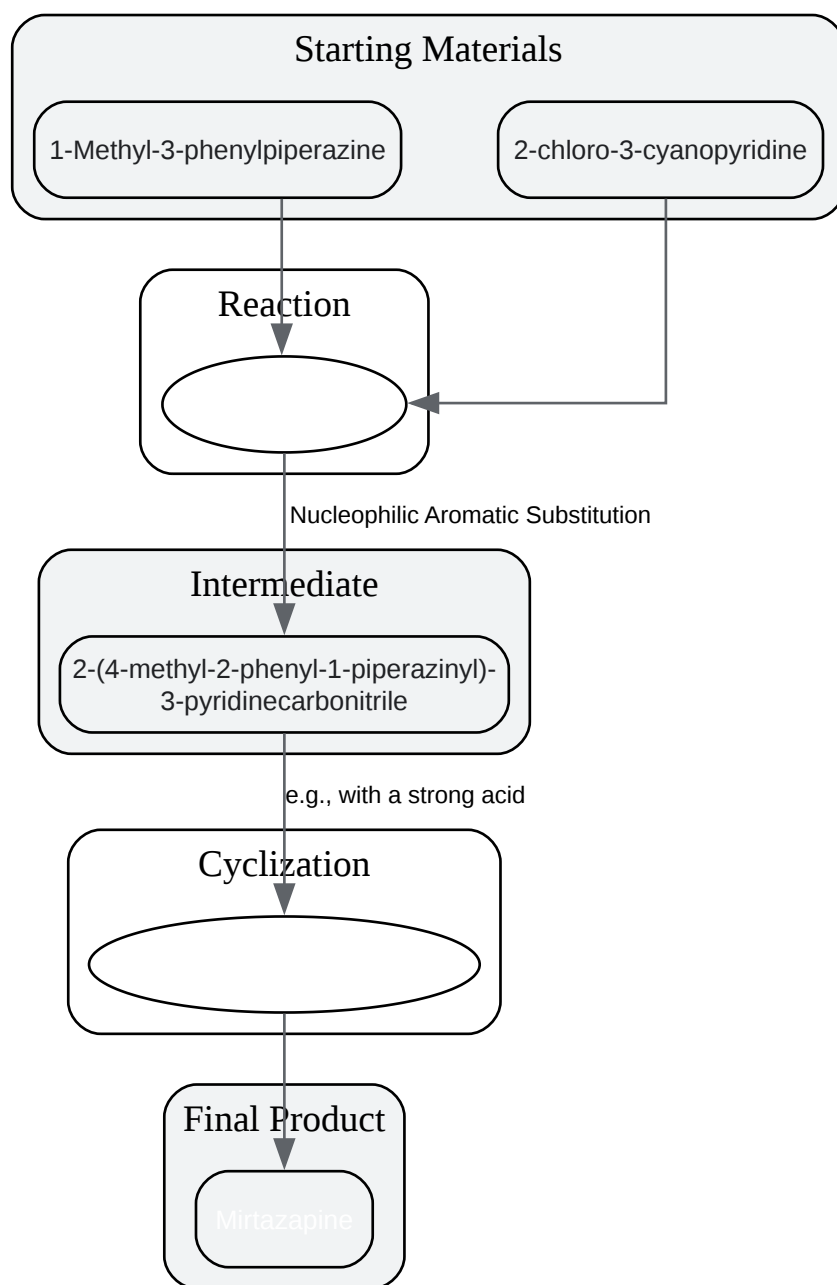 Starting Materials
1-Methyl-3-phenylpiperazine
2-chloro-3-cyanopyridine
Reaction
Nucleophilic Aromatic Substitution
Intermediate
2-(4-methyl-2-phenyl-1-piperazinyl)-
3-pyridinecarbonitrile
e.g., with a strong acid
Cyclization
Final Product
Mirtazapine